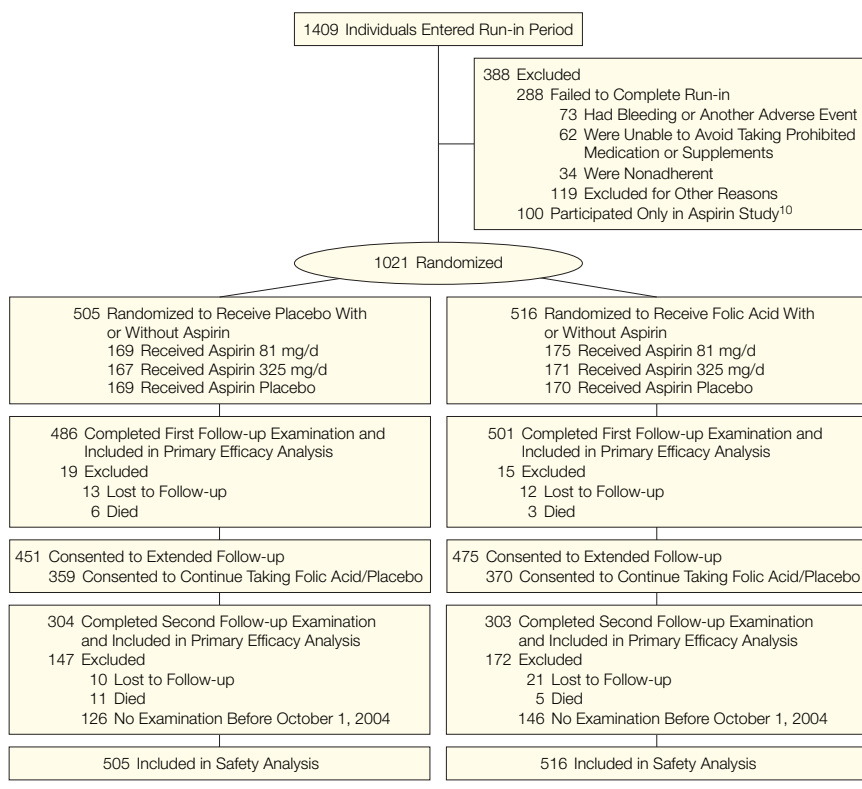 1409 Individuals Entered Run-in Period
388 Excluded
288 Failed to Complete Run-in
73 Had Bleeding or Another Adverse Event
62 Were Unable to Avoid Taking Prohibited
Medication or Supplements
34 Were Nonadherent
119 Excluded for Other Reasons
100 Participated Only in Aspirin Study10
1021 Randomized
505 Randomized to Receive Placebo With
or Without Aspirin
169 Received Aspirin 81 mg/d
167 Received Aspirin 325 mg/d
169 Received Aspirin Placebo
516 Randomized to Receive Folic Acid With
or Without Aspirin
175 Received Aspirin 81 mg/d
171 Received Aspirin 325 mg/d
170 Received Aspirin Placebo
486 Completed First Follow-up Examination and
Included in Primary Efficacy Analysis
19 Excluded
13 Lost to Follow-up
6 Died
501 Completed First Follow-up Examination and
Included in Primary Efficacy Analysis
15 Excluded
12 Lost to Follow-up
3 Died
451 Consented to Extended Follow-up
359 Consented to Continue Taking Folic Acid/Placebo
475 Consented to Extended Follow-up
370 Consented to Continue Taking Folic Acid/Placebo
304 Completed Second Follow-up Examination
and Included in Primary Efficacy Analysis
147 Excluded
10 Lost to Follow-up
11 Died
126 No Examination Before October 1, 2004
303 Completed Second Follow-up Examination
and Included in Primary Efficacy Analysis
172 Excluded
21 Lost to Follow-up
5 Died
146 No Examination Before October 1, 2004
505 Included in Safety Analysis
516 Included in Safety Analysis